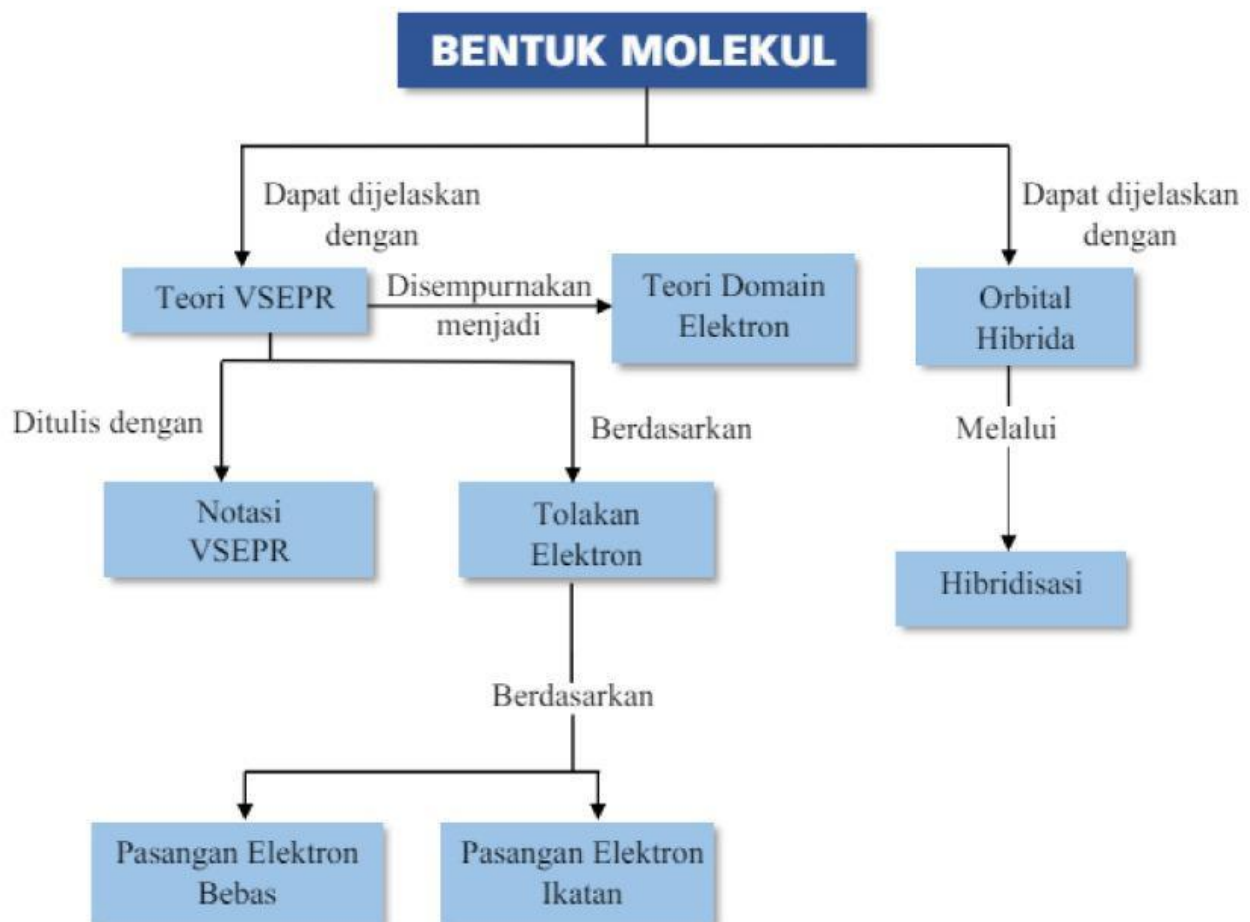 BENTUK MOLEKUL
Dapat dijelaskan
dengan
Dapat dijelaskan
dengan
Teori VSEPR
Disempurnakan
menjadi
Teori Domain
Elektron
Orbital
Hibrida
Ditulis dengan
Berdasarkan
Melalui
Notasi
VSEPR
Tolakan
Elektron
Hibridisasi
Berdasarkan
Pasangan Elektron
Bebas
Pasangan Elektron
Ikatan